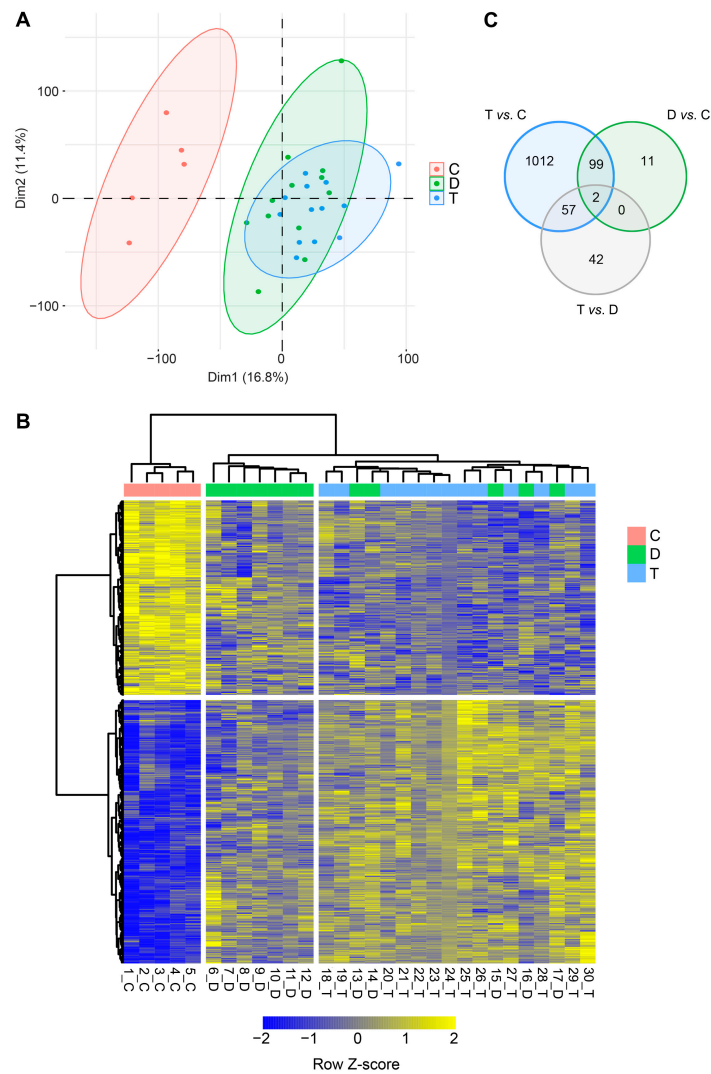 A
C
100
0
−100
Dim2 (11.4%)
−100
0
100
Dim1 (16.8%)
C
D
T
T vs. C
D vs. C
1012
99
11
2
57
0
42
T vs. D
B
C
D
T
1_C
2_C
3_C
4_C
5_C
6_D
7_D
8_D
9_D
10_D
11_D
12_D
18_T
19_T
13_D
14_D
20_T
21_T
22_T
23_T
24_T
25_T
26_T
15_D
27_T
16_D
28_T
17_D
29_T
30_T
−2
−1
0
1
2
Row Z-score